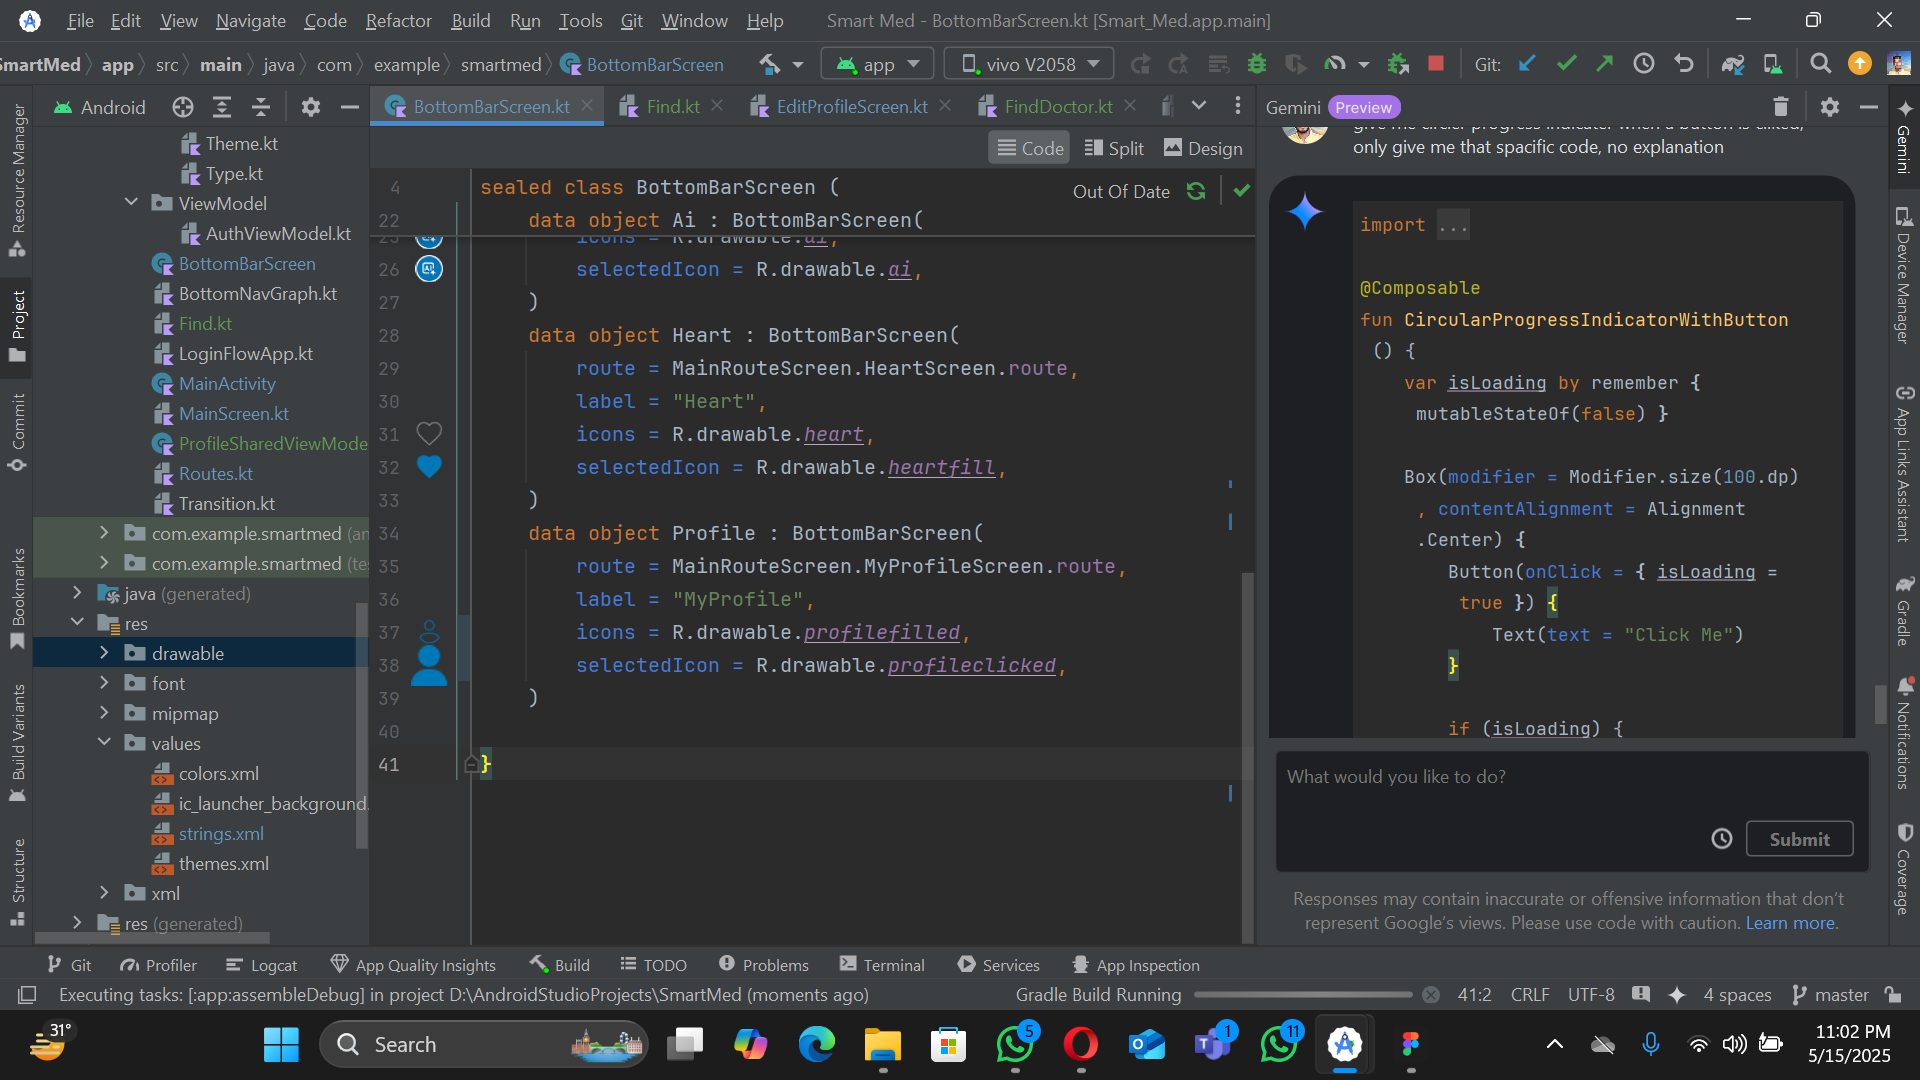 File Edit View Navigate Code Refactor Build Run Tools Git Window Help Smart Med - BottomBarScreen.kt [Smart_Med.app.main]
SmartMed app src main java com example smartmed BottomBarScreen app vivo V2058 Git:
Android
BottomBarScreen.kt Find.kt EditProfileScreen.kt FindDoctor.kt
Gemini Preview
Code Split Design
Resource Manager
Project
Commit
Bookmarks
Build Variants
Structure
Theme.kt
Type.kt
ViewModel
AuthViewModel.kt
BottomBarScreen
BottomNavGraph.kt
Find.kt
LoginFlowApp.kt
MainActivity
MainScreen.kt
ProfileSharedViewMode
Routes.kt
Transition.kt
com.example.smartmed (an
com.example.smartmed (te
java (generated)
res
drawable
font
mipmap
values
colors.xml
ic_launcher_background.
strings.xml
themes.xml
xml
res (generated)
Out Of Date
4 sealed class BottomBarScreen (
22 data object Ai : BottomBarScreen(
25 icons = R.drawable.ai,
26 selectedIcon = R.drawable.ai,
27 )
28 data object Heart : BottomBarScreen(
29 route = MainRouteScreen.HeartScreen.route,
30 label = "Heart",
31 icons = R.drawable.heart,
32 selectedIcon = R.drawable.heartfill,
33 )
34 data object Profile : BottomBarScreen(
35 route = MainRouteScreen.MyProfileScreen.route,
36 label = "MyProfile",
37 icons = R.drawable.profilefilled,
38 selectedIcon = R.drawable.profileclicked,
39 )
40
41 }
give me circler progress indicater when a button is cliked,
only give me that spacific code, no explanation
import ...
@Composable
fun CircularProgressIndicatorWithButton
() {
var isLoading by remember {
mutableStateOf(false) }
Box(modifier = Modifier.size(100.dp)
, contentAlignment = Alignment
.Center) {
Button(onClick = { isLoading =
true }) {
Text(text = "Click Me")
}
if (isLoading) {
What would you like to do?
Submit
Responses may contain inaccurate or offensive information that don't
represent Google's views. Please use code with caution. Learn more.
Gemini
Device Manager
App Links Assistant
Gradle
Notifications
Coverage
Git Profiler Logcat App Quality Insights Build TODO Problems Terminal Services App Inspection
Executing tasks: [:app:assembleDebug] in project D:\AndroidStudioProjects\SmartMed (moments ago) Gradle Build Running 41:2 CRLF UTF-8 4 spaces master
31°
Search
5
1
11
11:02 PM
5/15/2025